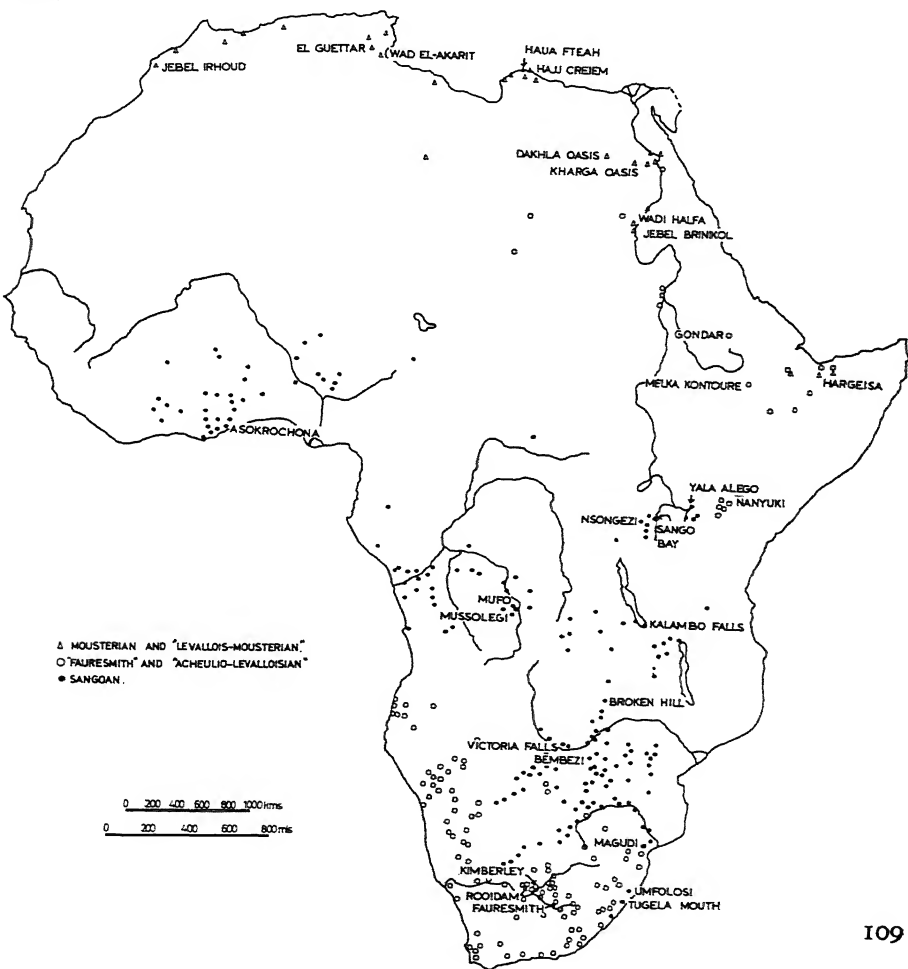 HAUA FTEAH
EL GUETTAR
WAD EL-AKARIT
HAJJ CREIEM
JEBEL IRHOUD
DAKHLA OASIS
KHARGA OASIS
WADI HALFA
JEBEL BRINIKOL
GONDAR
MELKA KONTOURE
HARGEISA
ASOKROCHONA
YALA ALEGO
NANYUKI
NSONGEZI
SANGO
BAY
MUFO
MUSSOLEGI
KALAMBO FALLS
MOUSTERIAN AND "LEVALLOIS-MOUSTERIAN."
"FAURESMITH" AND "ACHEULIO-LEVALLOISIAN"
SANGOAN.
BROKEN HILL
VICTORIA FALLS
BEMBEZI
0 200 400 600 800 1000 kms
0 200 400 600 800 mls
MAGUDI
KIMBERLEY
ROOIDAM
FAURESMITH
UMFOLOSI
TUGELA MOUTH
109